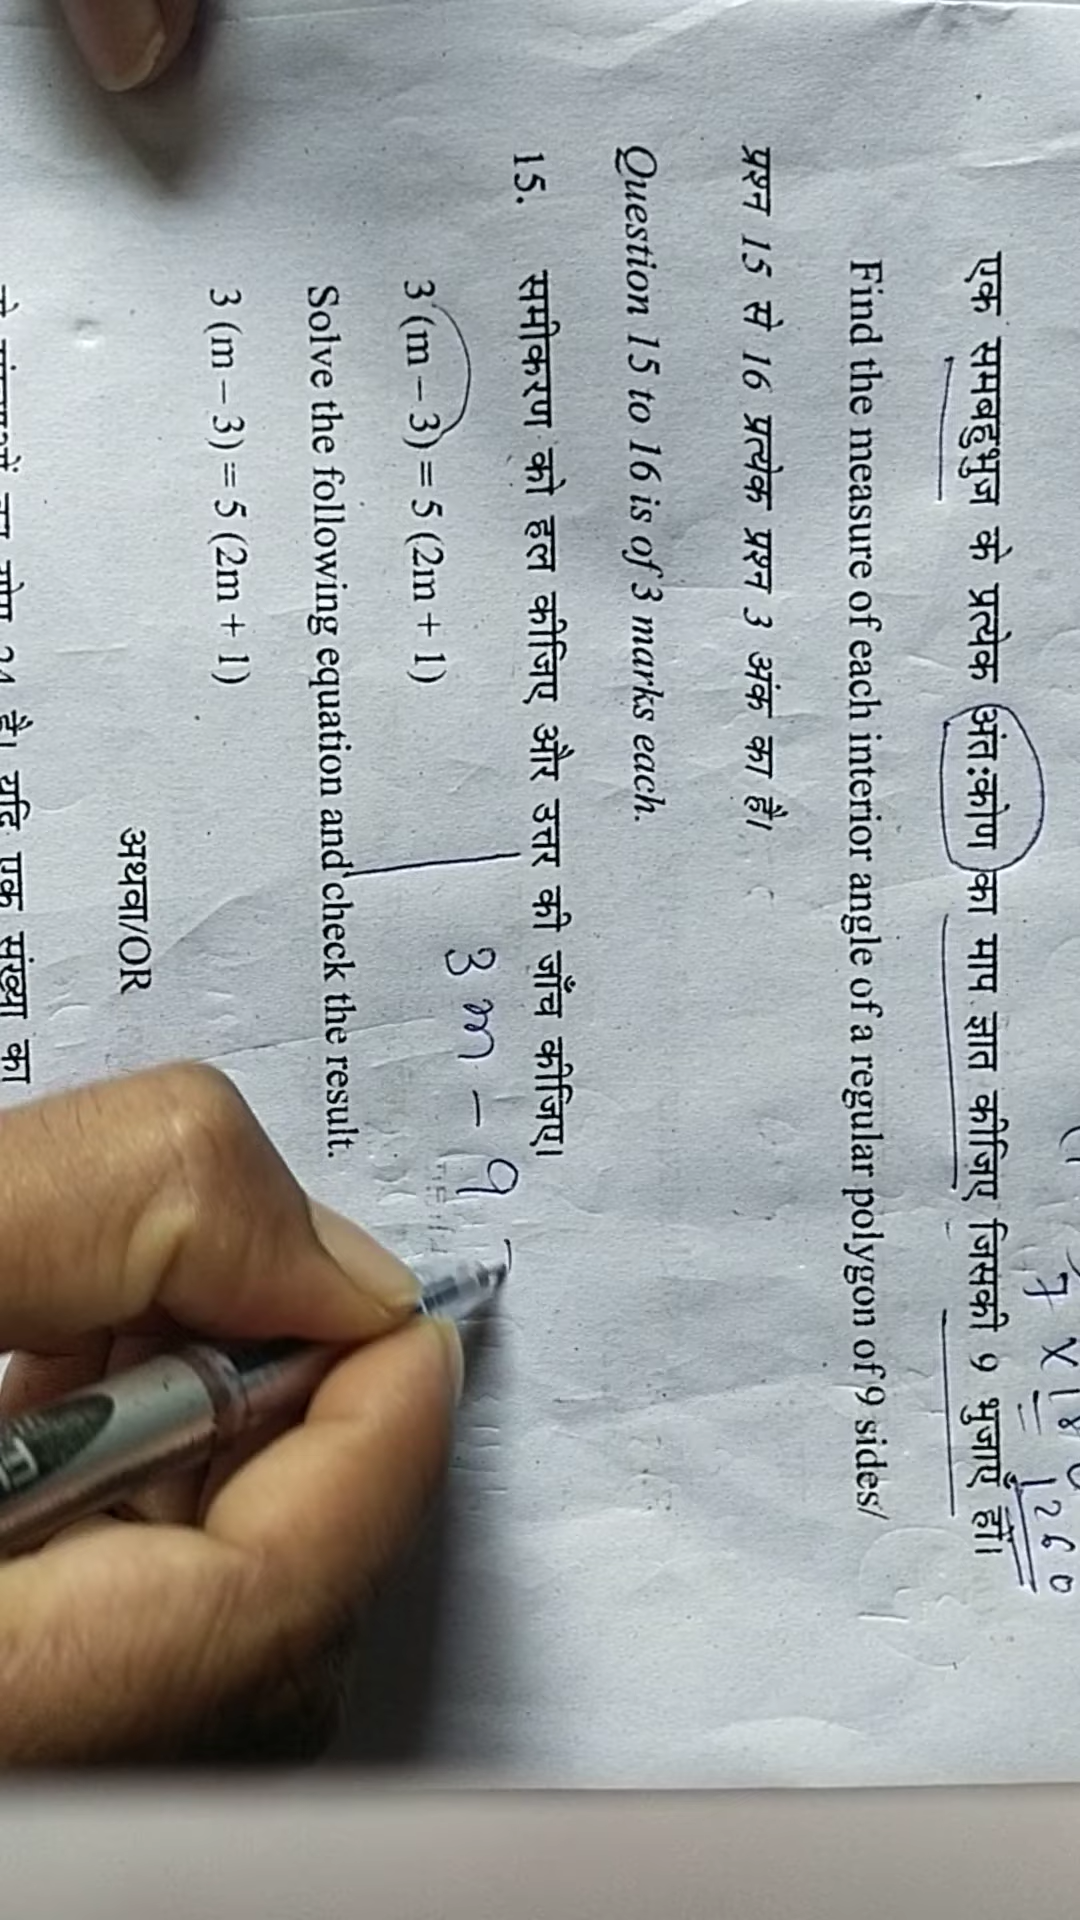 7 x 180
= 1260
एक समबहुभुज के प्रत्येक अंतःकोण का माप ज्ञात कीजिए जिसकी 9 भुजाएँ हों।
Find the measure of each interior angle of a regular polygon of 9 sides/
प्रश्न 15 से 16 प्रत्येक प्रश्न 3 अंक का है।
Question 15 to 16 is of 3 marks each.
15. समीकरण को हल कीजिए और उत्तर की जाँच कीजिए।
3 (m – 3) = 5 (2m + 1)
3m - 9
Solve the following equation and check the result.
3 (m – 3) = 5 (2m + 1)
अथवा/OR
24 है। यदि एक संख्या का